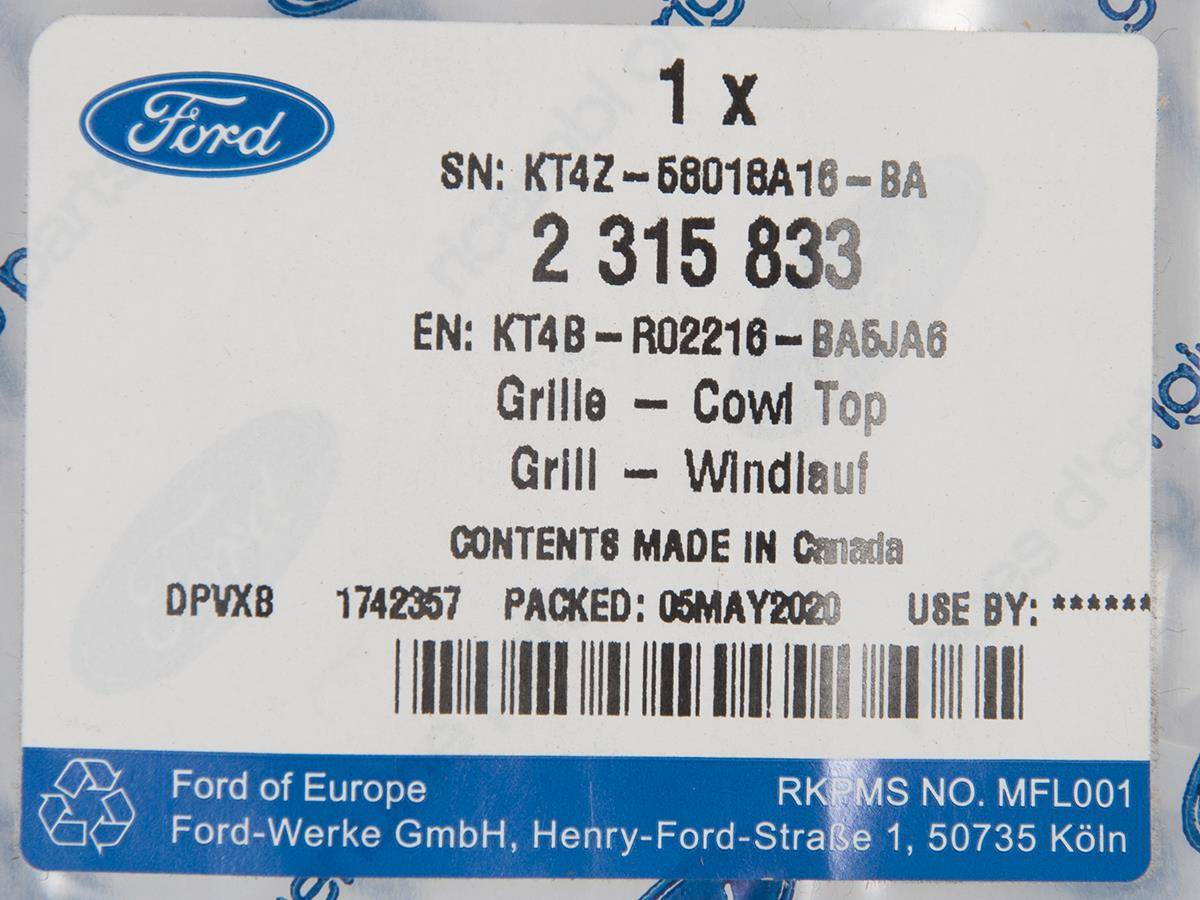 Ford
1 x
SN: KT4Z-58018A16-BA
2 315 833
EN: KT4B-R02216-BA5JA6
Grille - Cowl Top
Grill - Windlauf
CONTENTS MADE IN Canada
DPVX8 1742357 PACKED: 05MAY2020 USE BY: ******
Ford of Europe RKPMS NO. MFL001
Ford-Werke GmbH, Henry-Ford-Straße 1, 50735 Köln